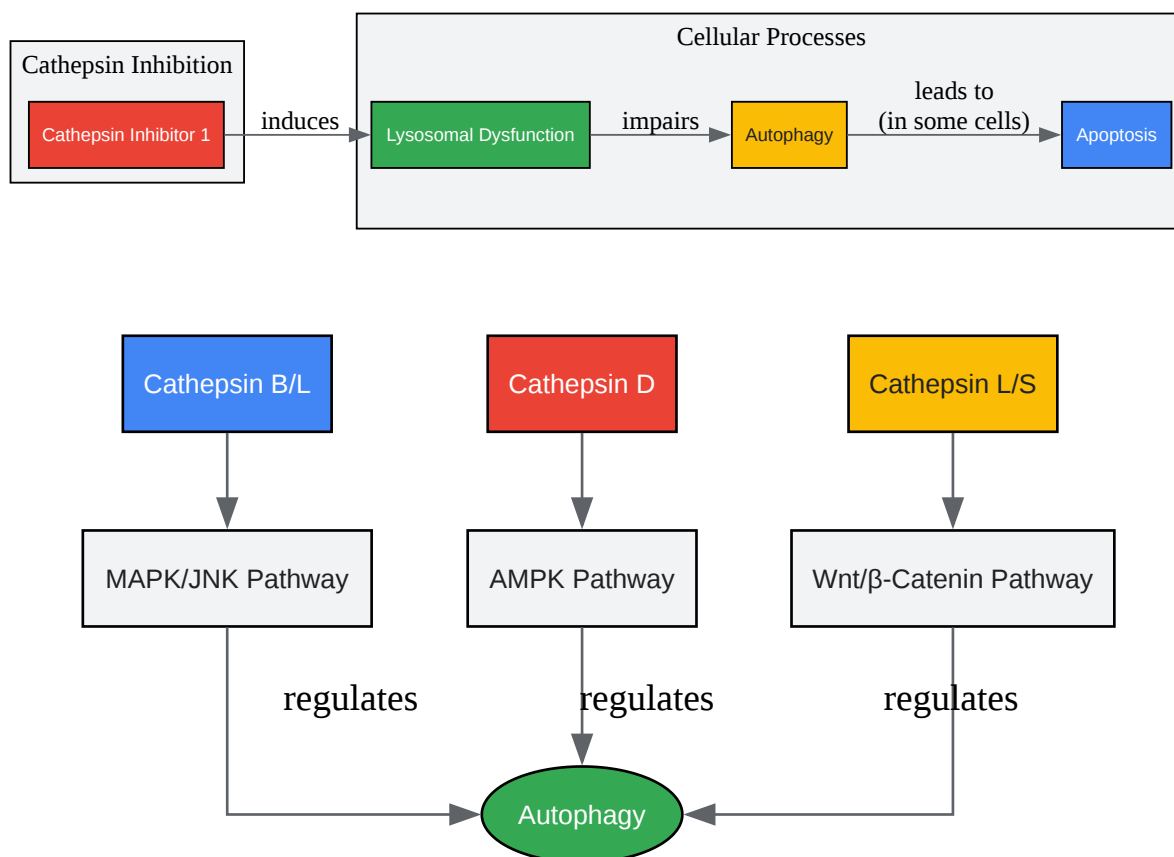 Cellular Processes
Cathepsin Inhibition
Cathepsin Inhibitor 1
induces
Lysosomal Dysfunction
impairs
Autophagy
leads to
(in some cells)
Apoptosis
Cathepsin B/L
Cathepsin D
Cathepsin L/S
MAPK/JNK Pathway
AMPK Pathway
Wnt/β-Catenin Pathway
regulates
regulates
regulates
Autophagy